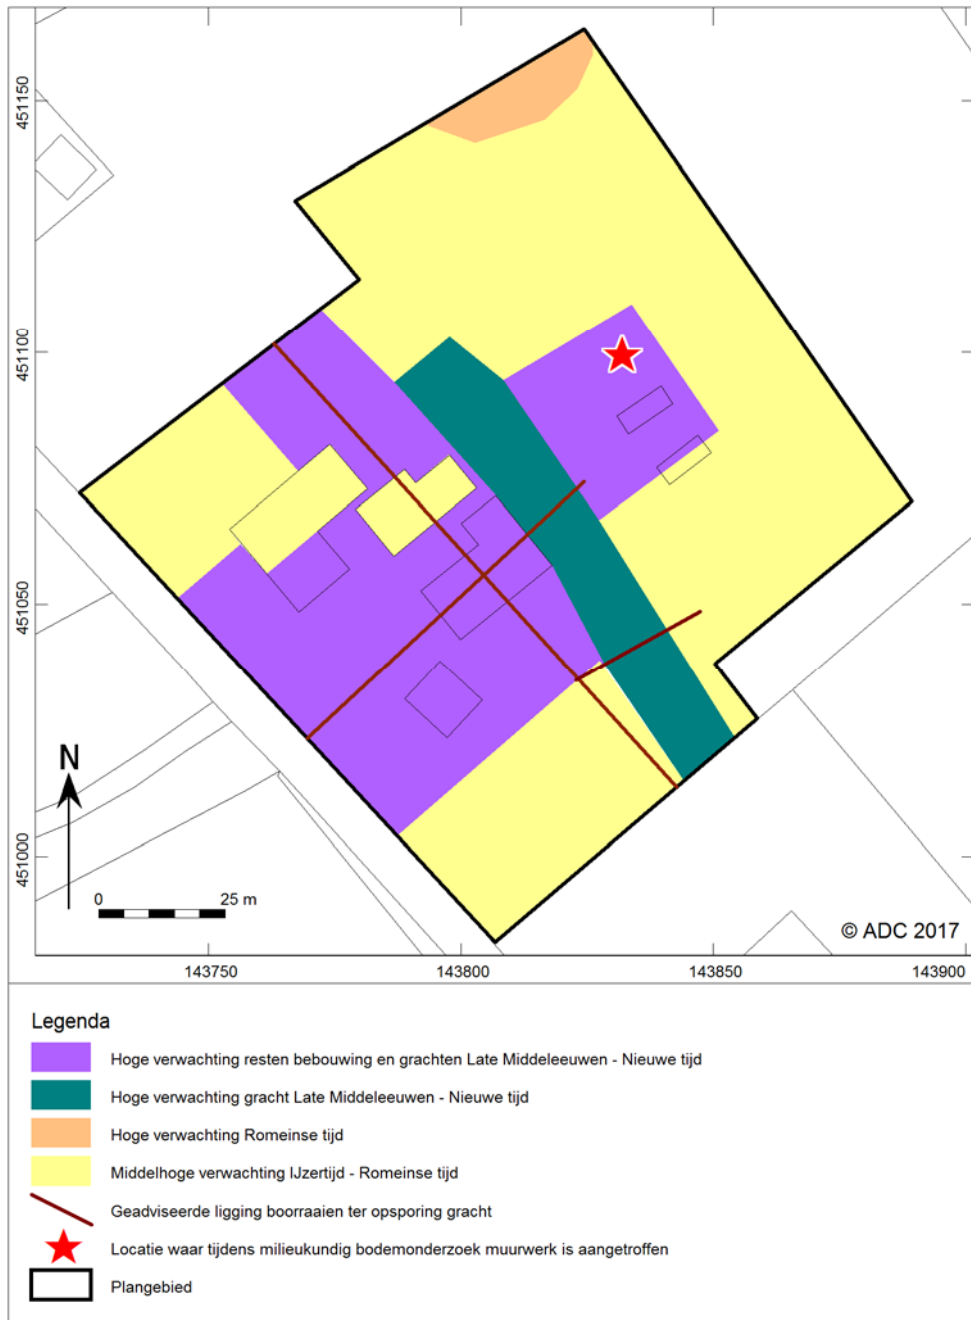 451150
451100
451050
451000
N
0 25 m
© ADC 2017
143750 143800 143850 143900
Legenda
Hoge verwachting resten bebouwing en grachten Late Middeleeuwen - Nieuwe tijd
Hoge verwachting gracht Late Middeleeuwen - Nieuwe tijd
Hoge verwachting Romeinse tijd
Middelhoge verwachting IJzertijd - Romeinse tijd
Geadviseerde ligging boorraaien ter opsporing gracht
Locatie waar tijdens milieukundig bodemonderzoek muurwerk is aangetroffen
Plangebied